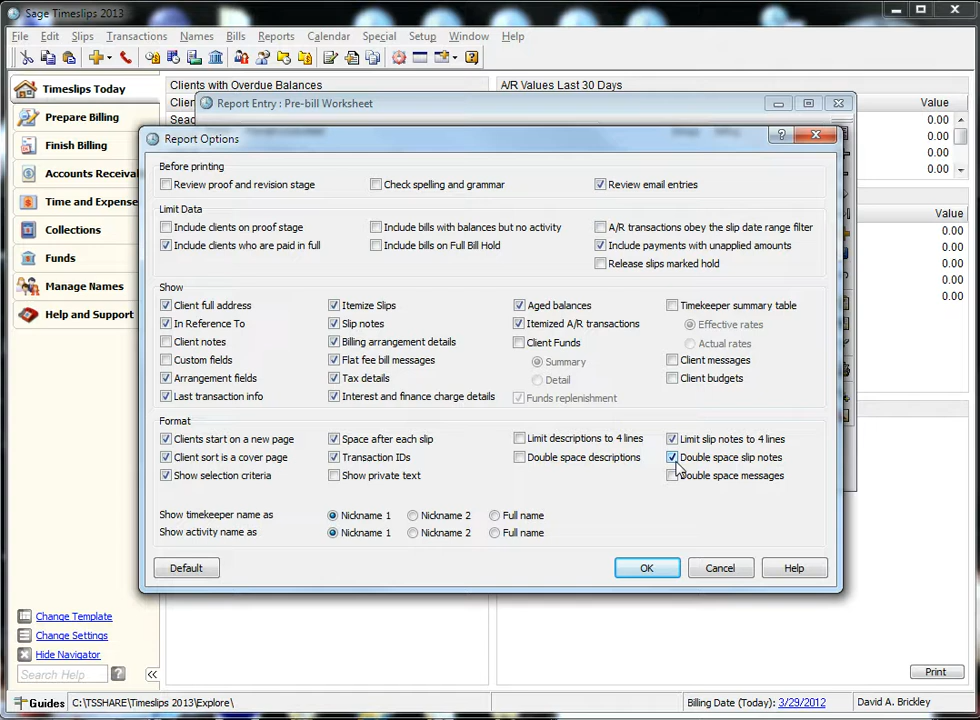 Sage Timeslips 2013
File Edit Slips Transactions Names Bills Reports Calendar Special Setup Window Help
Timeslips Today
Prepare Billing
Finish Billing
Accounts Receiva
Time and Expense
Collections
Funds
Manage Names
Help and Support
Change Template
Change Settings
Hide Navigator
Search Help
Clients with Overdue Balances
A/R Values Last 30 Days
Clien
Seac
Report Entry : Pre-bill Worksheet
Value
0.00
0.00
0.00
0.00
Value
0.00
0.00
0.00
0.00
0.00
Report Options
Before printing
Review proof and revision stage Check spelling and grammar Review email entries
Limit Data
Include clients on proof stage Include bills with balances but no activity A/R transactions obey the slip date range filter
Include clients who are paid in full Include bills on Full Bill Hold Include payments with unapplied amounts
Release slips marked hold
Show
Client full address Itemize Slips Aged balances Timekeeper summary table
In Reference To Slip notes Itemized A/R transactions Effective rates
Client notes Billing arrangement details Client Funds Actual rates
Custom fields Flat fee bill messages Summary Client messages
Arrangement fields Tax details Detail Client budgets
Last transaction info Interest and finance charge details Funds replenishment
Format
Clients start on a new page Space after each slip Limit descriptions to 4 lines Limit slip notes to 4 lines
Client sort is a cover page Transaction IDs Double space descriptions Double space slip notes
Show selection criteria Show private text Double space messages
Show timekeeper name as Nickname 1 Nickname 2 Full name
Show activity name as Nickname 1 Nickname 2 Full name
Default OK Cancel Help
Print
Guides C:\TSSHARE\Timeslips 2013\Explore\ Billing Date (Today): 3/29/2012 David A. Brickley